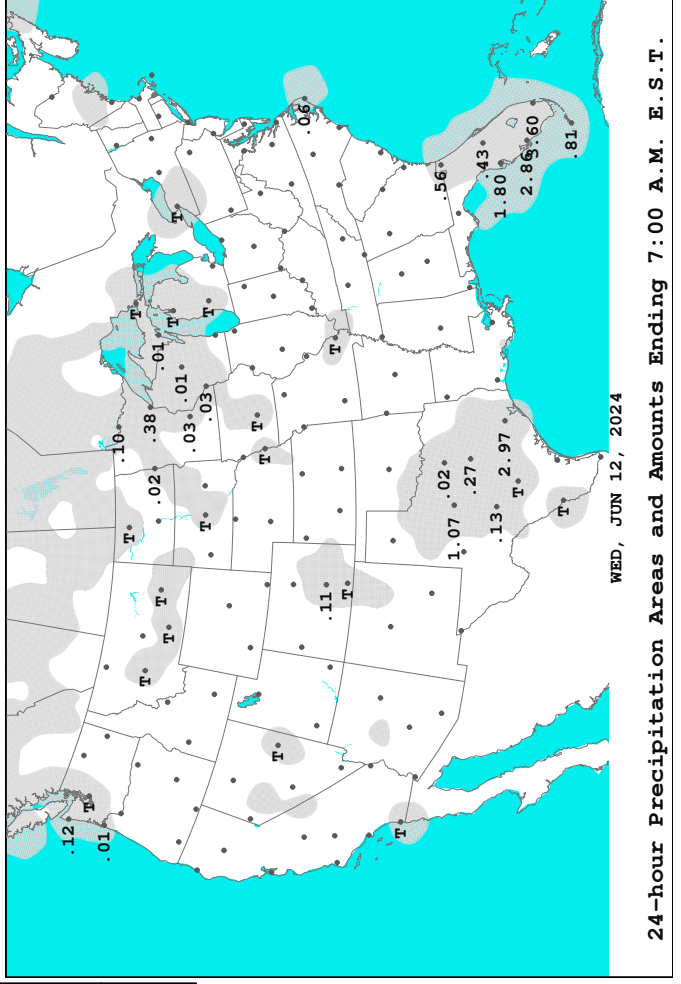 .12
T
.01
.10
T
T
T
.38
.02
.01
T
T
T
T
.01
.03
T
.03
T
T
T
T
.06
.11
T
T
T
.56
.02
1.07
.27
.43
.13
1.80
2.97
T
2.86
3.60
T
.81
WED, JUN 12, 2024
24-hour Precipitation Areas and Amounts Ending 7:00 A.M. E.S.T.